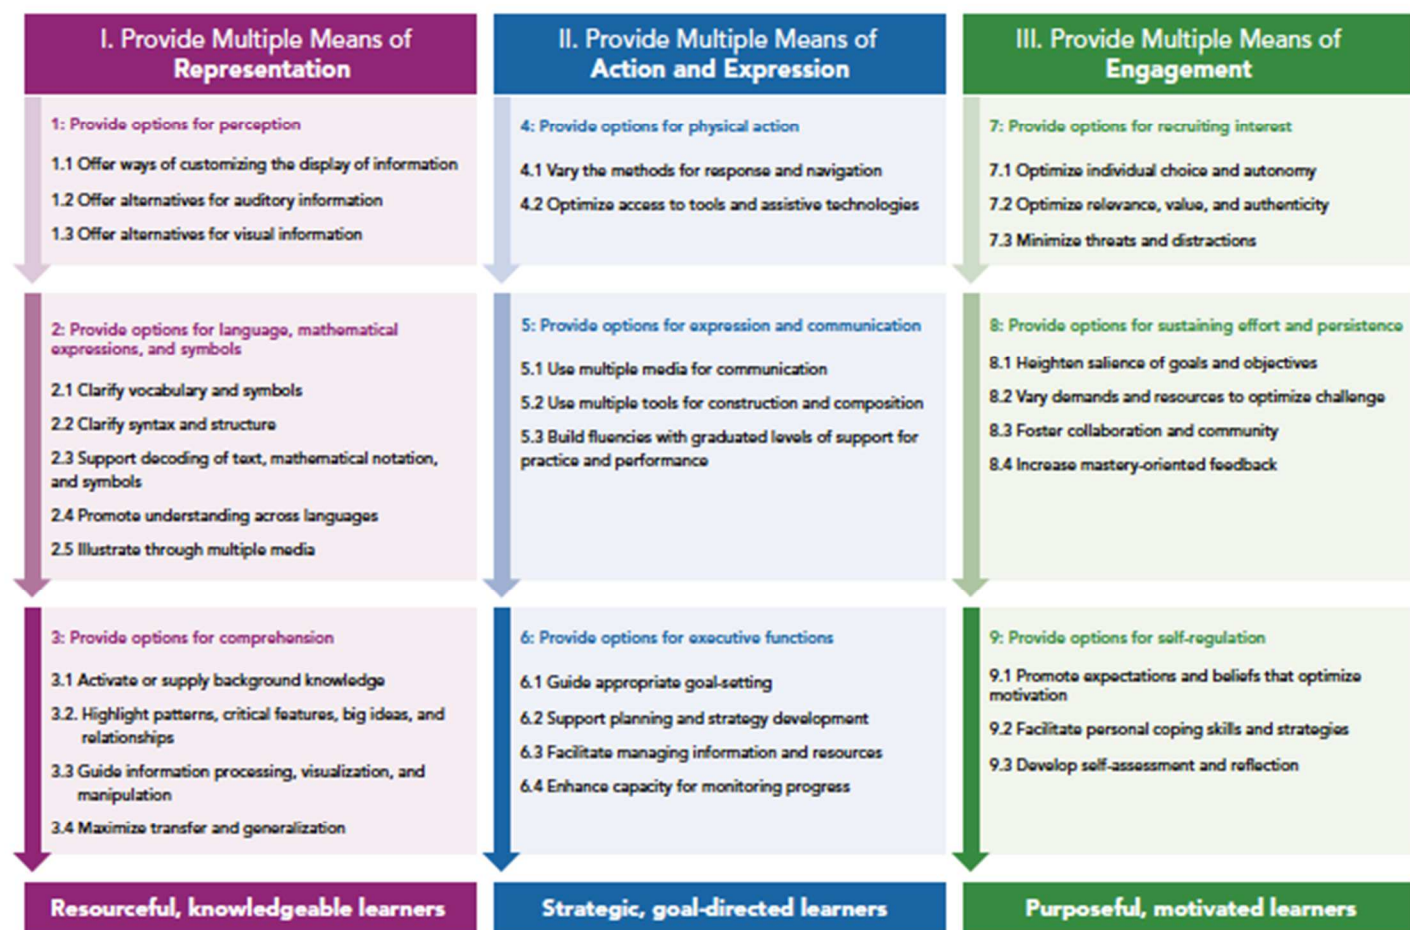 I. Provide Multiple Means of
Representation
1: Provide options for perception
1.1 Offer ways of customizing the display of information
1.2 Offer alternatives for auditory information
1.3 Offer alternatives for visual information
2: Provide options for language, mathematical
expressions, and symbols
2.1 Clarify vocabulary and symbols
2.2 Clarify syntax and structure
2.3 Support decoding of text, mathematical notation,
and symbols
2.4 Promote understanding across languages
2.5 Illustrate through multiple media
3: Provide options for comprehension
3.1 Activate or supply background knowledge
3.2. Highlight patterns, critical features, big ideas, and
relationships
3.3 Guide information processing, visualization, and
manipulation
3.4 Maximize transfer and generalization
Resourceful, knowledgeable learners
II. Provide Multiple Means of
Action and Expression
4: Provide options for physical action
4.1 Vary the methods for response and navigation
4.2 Optimize access to tools and assistive technologies
5: Provide options for expression and communication
5.1 Use multiple media for communication
5.2 Use multiple tools for construction and composition
5.3 Build fluencies with graduated levels of support for
practice and performance
6: Provide options for executive functions
6.1 Guide appropriate goal-setting
6.2 Support planning and strategy development
6.3 Facilitate managing information and resources
6.4 Enhance capacity for monitoring progress
Strategic, goal-directed learners
III. Provide Multiple Means of
Engagement
7: Provide options for recruiting interest
7.1 Optimize individual choice and autonomy
7.2 Optimize relevance, value, and authenticity
7.3 Minimize threats and distractions
8: Provide options for sustaining effort and persistence
8.1 Heighten salience of goals and objectives
8.2 Vary demands and resources to optimize challenge
8.3 Foster collaboration and community
8.4 Increase mastery-oriented feedback
9: Provide options for self-regulation
9.1 Promote expectations and beliefs that optimize
motivation
9.2 Facilitate personal coping skills and strategies
9.3 Develop self-assessment and reflection
Purposeful, motivated learners